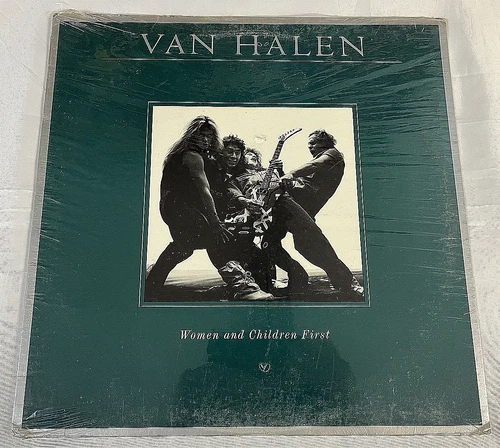 VAN HALEN
Women and Children First